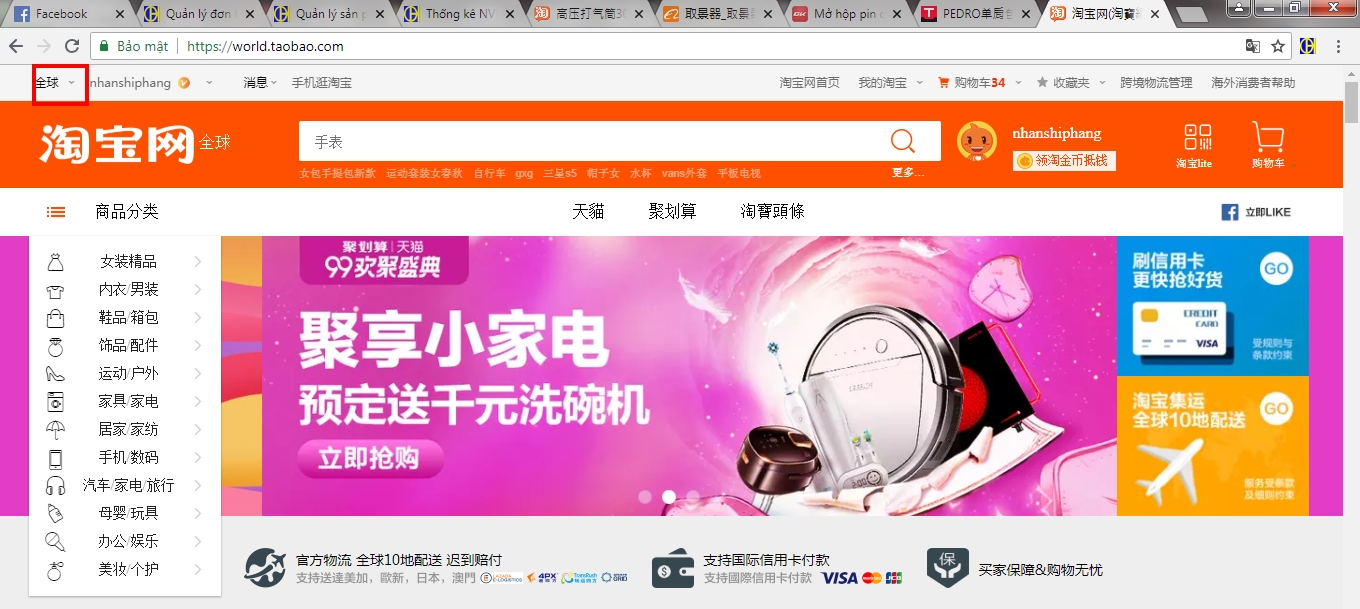 Facebook
Quản lý đơn
Quản lý sản p
Thống kê NV
高压打气筒3
取景器_取景
Mở hộp pin
PEDRO单肩
淘宝网(淘寶
Bảo mật
https://world.taobao.com
全球
nhanshiphang
消息
手机逛淘宝
淘宝网首页
我的淘宝
购物车34
收藏夹
跨境物流管理
海外消费者帮助
淘宝网 全球
手表
女包手提包新款 运动套装女春秋 自行车 gxg 三星s5 帽子女 水杯 vans外套 平板电视
更多...
nhanshiphang
领淘金币抵钱
淘宝lite
购物车
商品分类
天猫
聚划算
淘寶頭條
立即LIKE
女装精品
内衣/男装
鞋品/箱包
饰品/配件
运动/户外
家具/家电
居家/家纺
手机/数码
汽车/家电/旅行
母婴/玩具
办公/娱乐
美妆/个护
聚划算|天猫
99欢聚盛典
聚享小家电
预定送千元洗碗机
立即抢购
刷信用卡
更快抢好货
GO
CREDIT
CARD
VISA
受规则与
条款约束
淘宝集运
全球10地配送
GO
服务受条款
及细则约束
官方物流 全球10地配送 迟到赔付
支持送達美加，歐新，日本，澳門
4PX
支持国际信用卡付款
支持國際信用卡付款 VISA JCB
保
买家保障&购物无忧